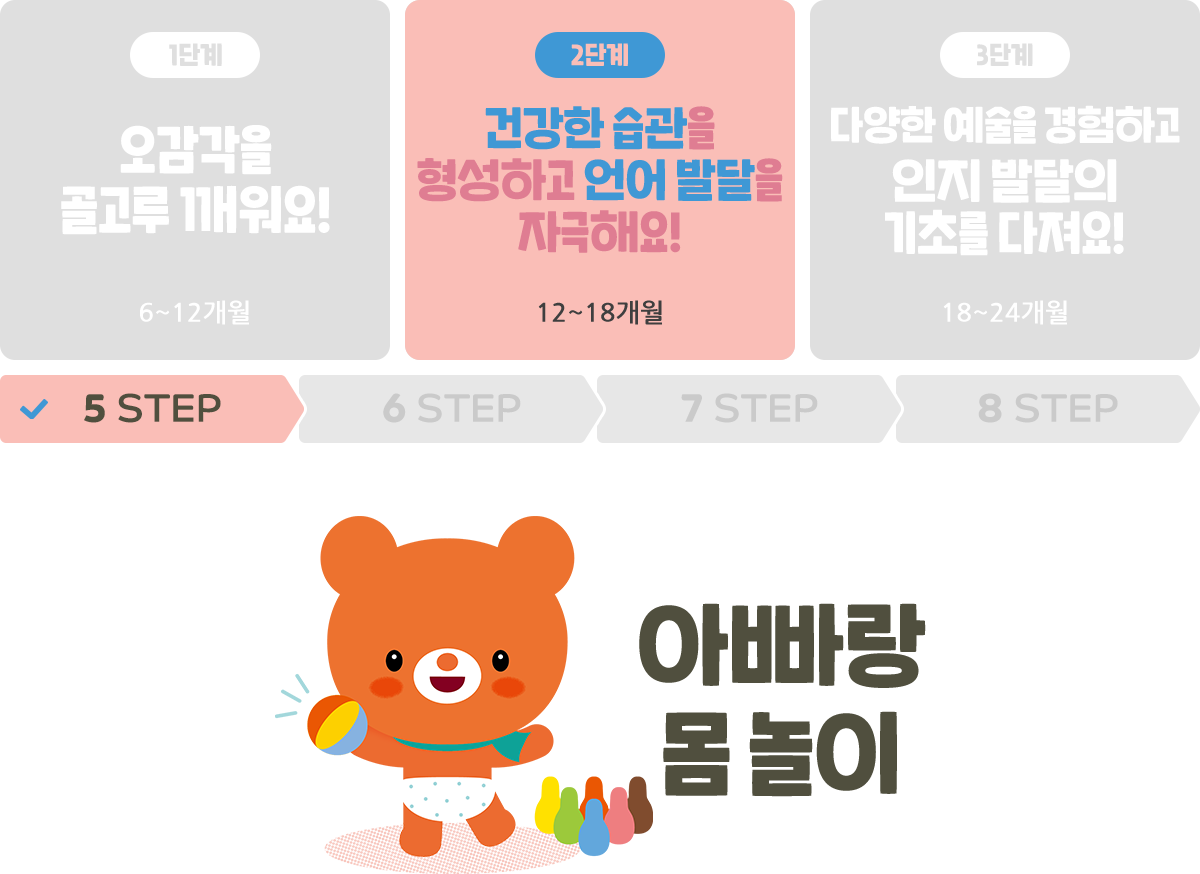 1단계
오감각을
골고루 깨워요!
6~12개월
2단계
건강한 습관을
형성하고 언어 발달을
자극해요!
12~18개월
3단계
다양한 예술을 경험하고
인지 발달의
기초를 다져요!
18~24개월
5 STEP
6 STEP
7 STEP
8 STEP
아빠랑
몸 놀이